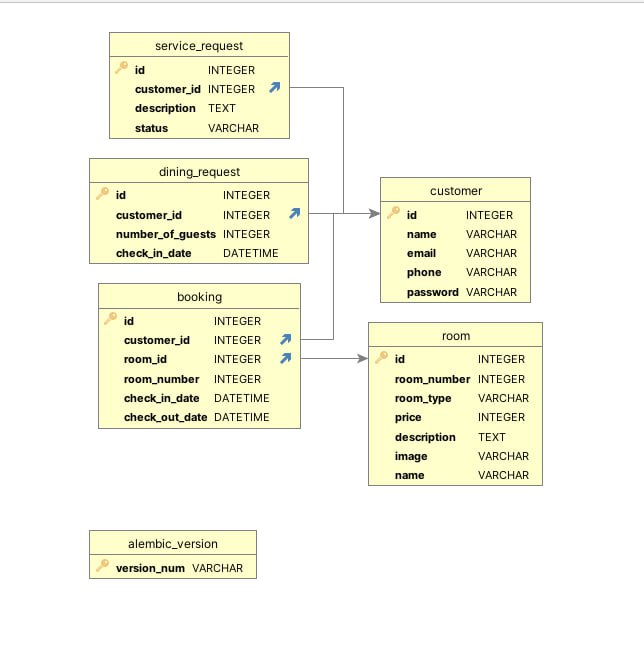 service_request
id INTEGER
customer_id INTEGER
description TEXT
status VARCHAR
dining_request
id INTEGER
customer_id INTEGER
number_of_guests INTEGER
check_in_date DATETIME
booking
id INTEGER
customer_id INTEGER
room_id INTEGER
room_number INTEGER
check_in_date DATETIME
check_out_date DATETIME
customer
id INTEGER
name VARCHAR
email VARCHAR
phone VARCHAR
password VARCHAR
room
id INTEGER
room_number INTEGER
room_type VARCHAR
price INTEGER
description TEXT
image VARCHAR
name VARCHAR
alembic_version
version_num VARCHAR